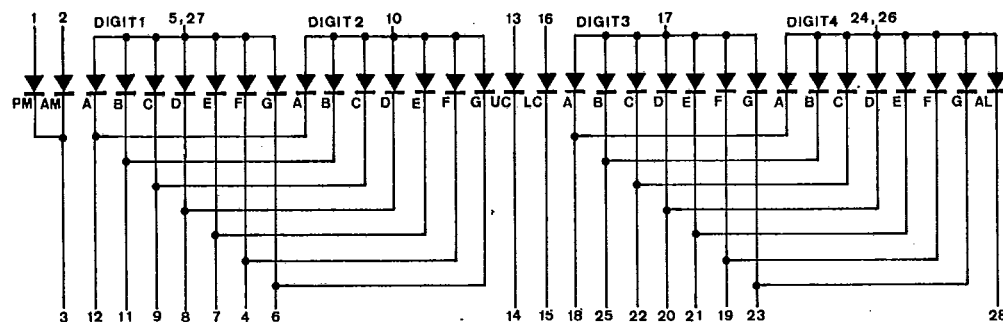 1 2 DIGIT1 5,27 DIGIT2 10 13 16 DIGIT3 17 DIGIT4 24,26
PM AM A B C D E F G A B C D E F G UC LC A B C D E F G A B C D E F G AL
3 12 11 9 8 7 4 6 14 15 18 25 22 20 21 19 23 28